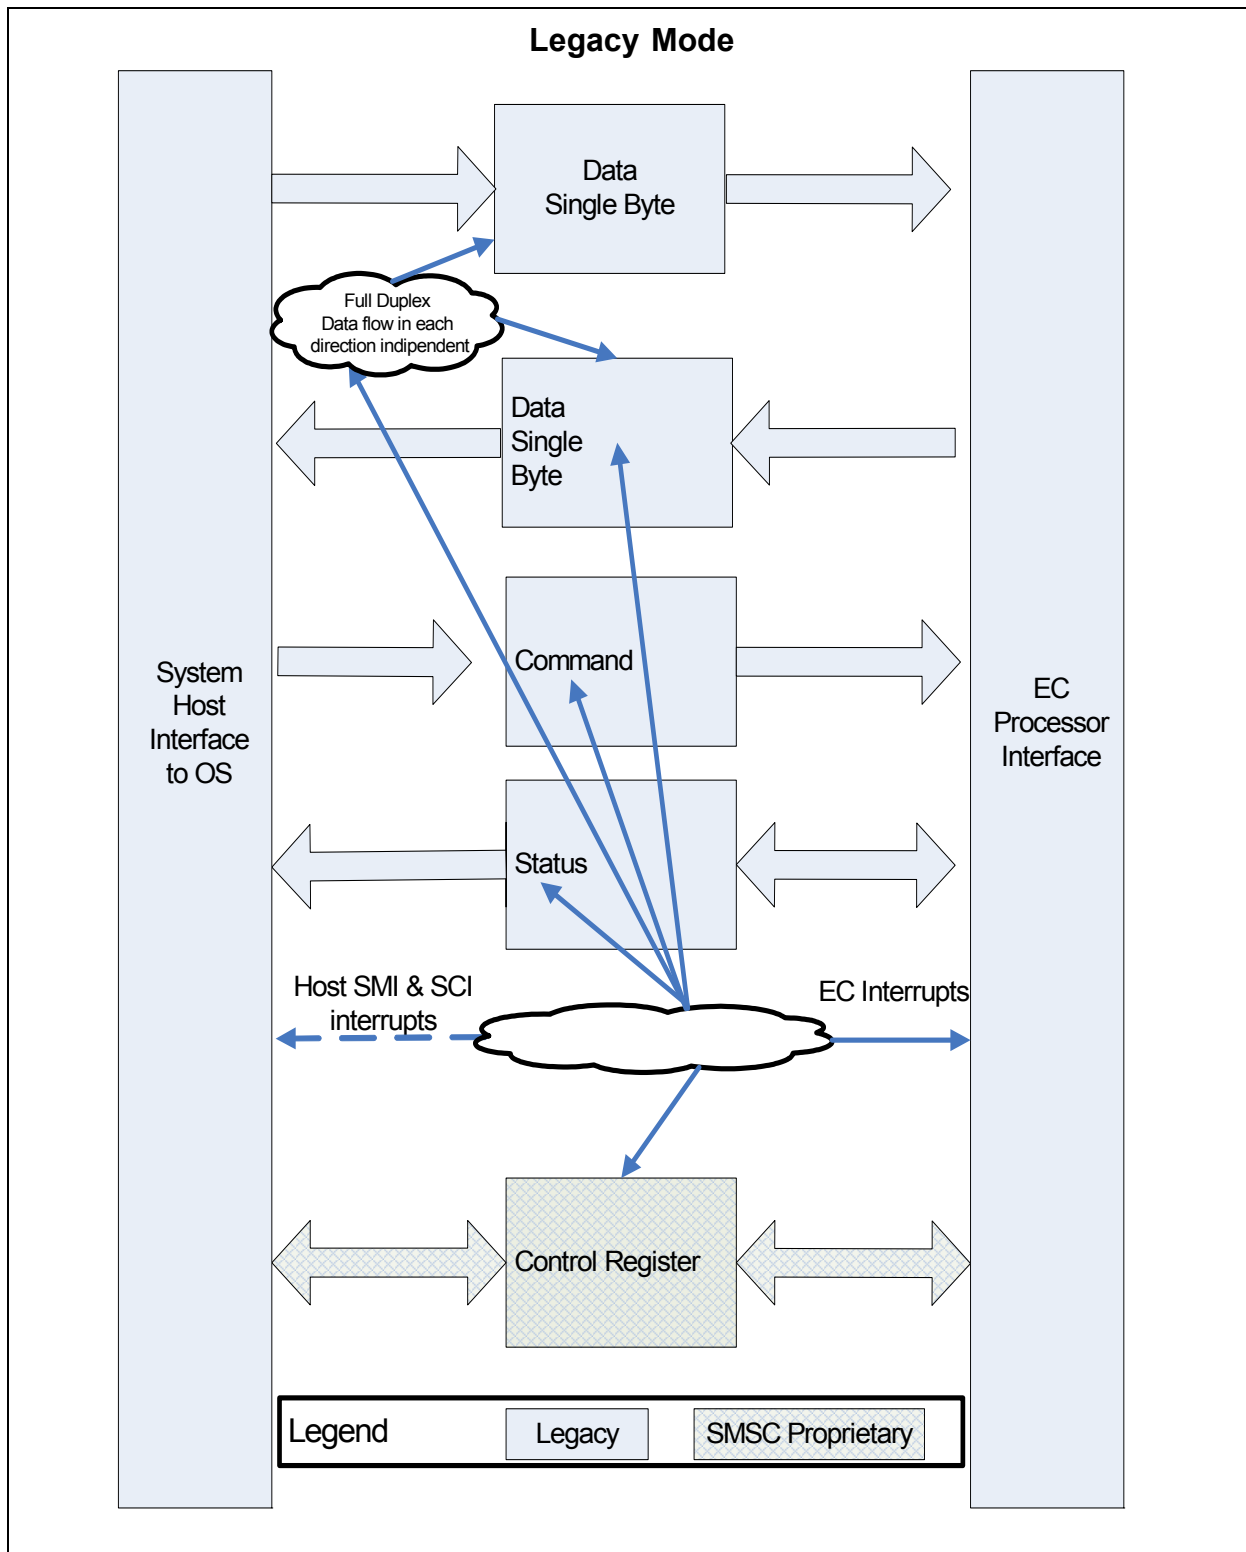 Legacy Mode
Data
Single Byte
Full Duplex
Data flow in each
direction indipendent
Data
Single
Byte
System
Host
Interface
to OS
Command
EC
Processor
Interface
Status
Host SMI & SCI
interrupts
EC Interrupts
Control Register
Legend
Legacy
SMSC Proprietary